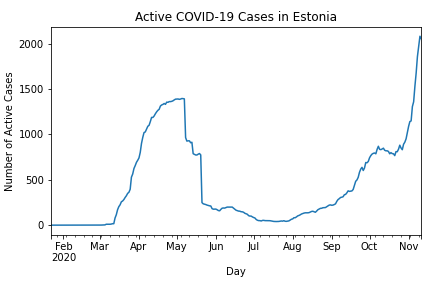 Active COVID-19 Cases in Estonia
Number of Active Cases
2000
1500
1000
500
0
Feb Mar Apr May Jun Jul Aug Sep Oct Nov
2020
Day